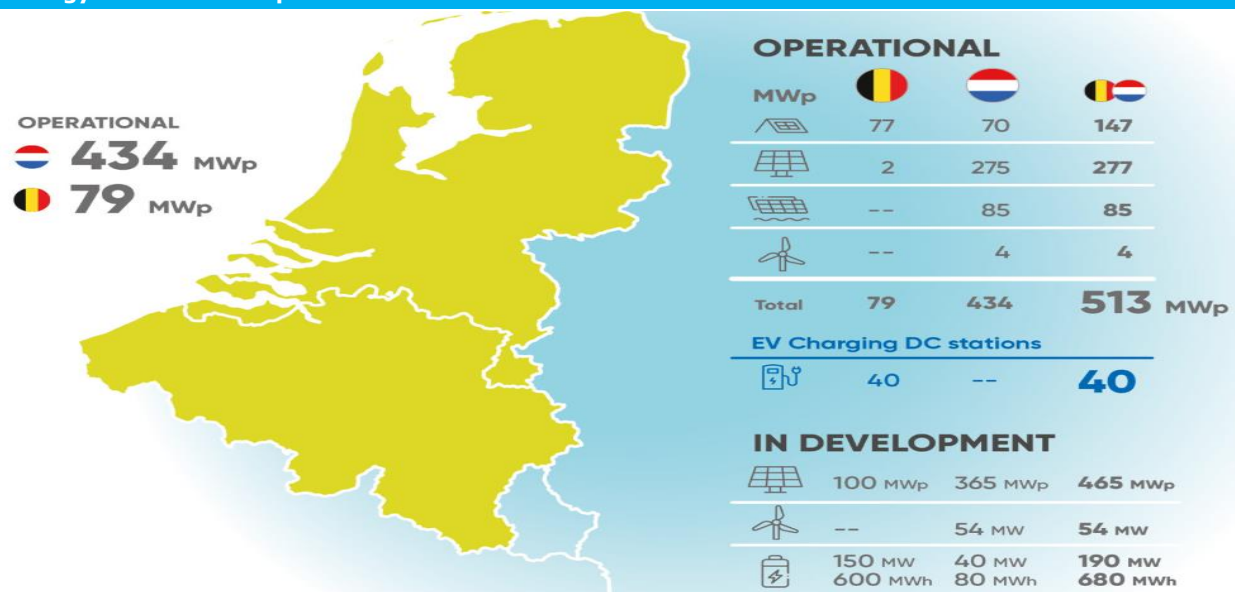 OPERATIONAL
434 MWp
79 MWp
OPERATIONAL
MWp
77 70 147
2 275 277
-- 85 85
-- 4 4
Total 79 434 513 MWp
EV Charging DC stations
40 -- 40
IN DEVELOPMENT
100 MWp 365 MWp 465 MWp
-- 54 MW 54 MW
150 MW 40 MW 190 MW
600 MWh 80 MWh 680 MWh